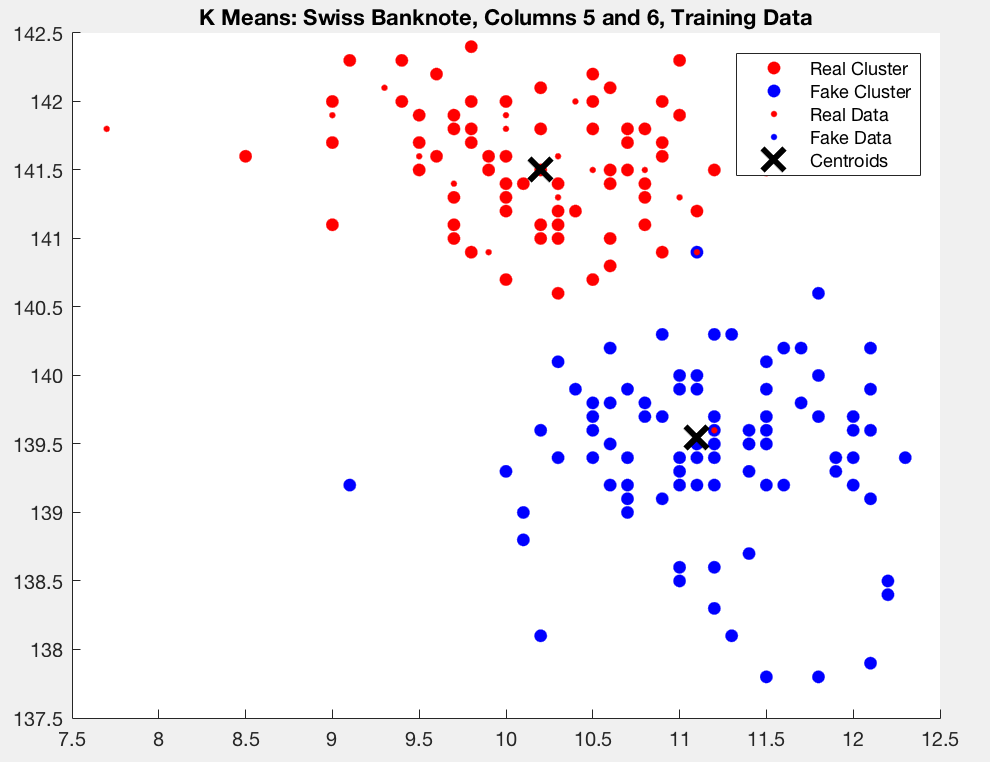 K Means: Swiss Banknote, Columns 5 and 6, Training Data
142.5
142
141.5
141
140.5
140
139.5
139
138.5
138
137.5
7.5 8 8.5 9 9.5 10 10.5 11 11.5 12 12.5
Real Cluster
Fake Cluster
Real Data
Fake Data
Centroids